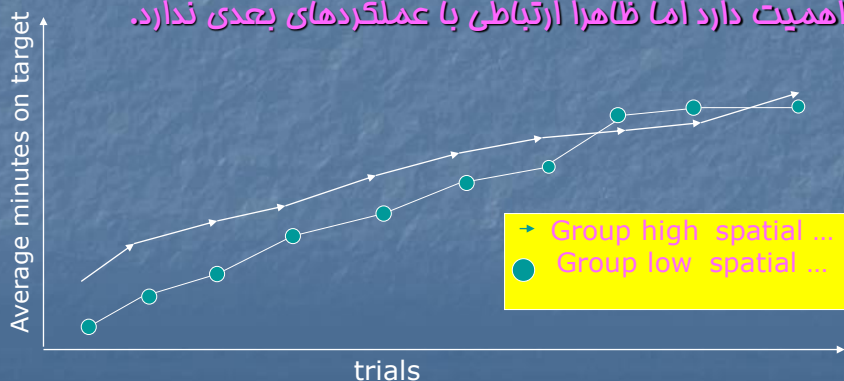 اهمیت دارد اما ظاهرا ارتباطی با عملکردهای بعدی ندارد.
Average minutes on target
Group high spatial ...
Group low spatial ...
trials